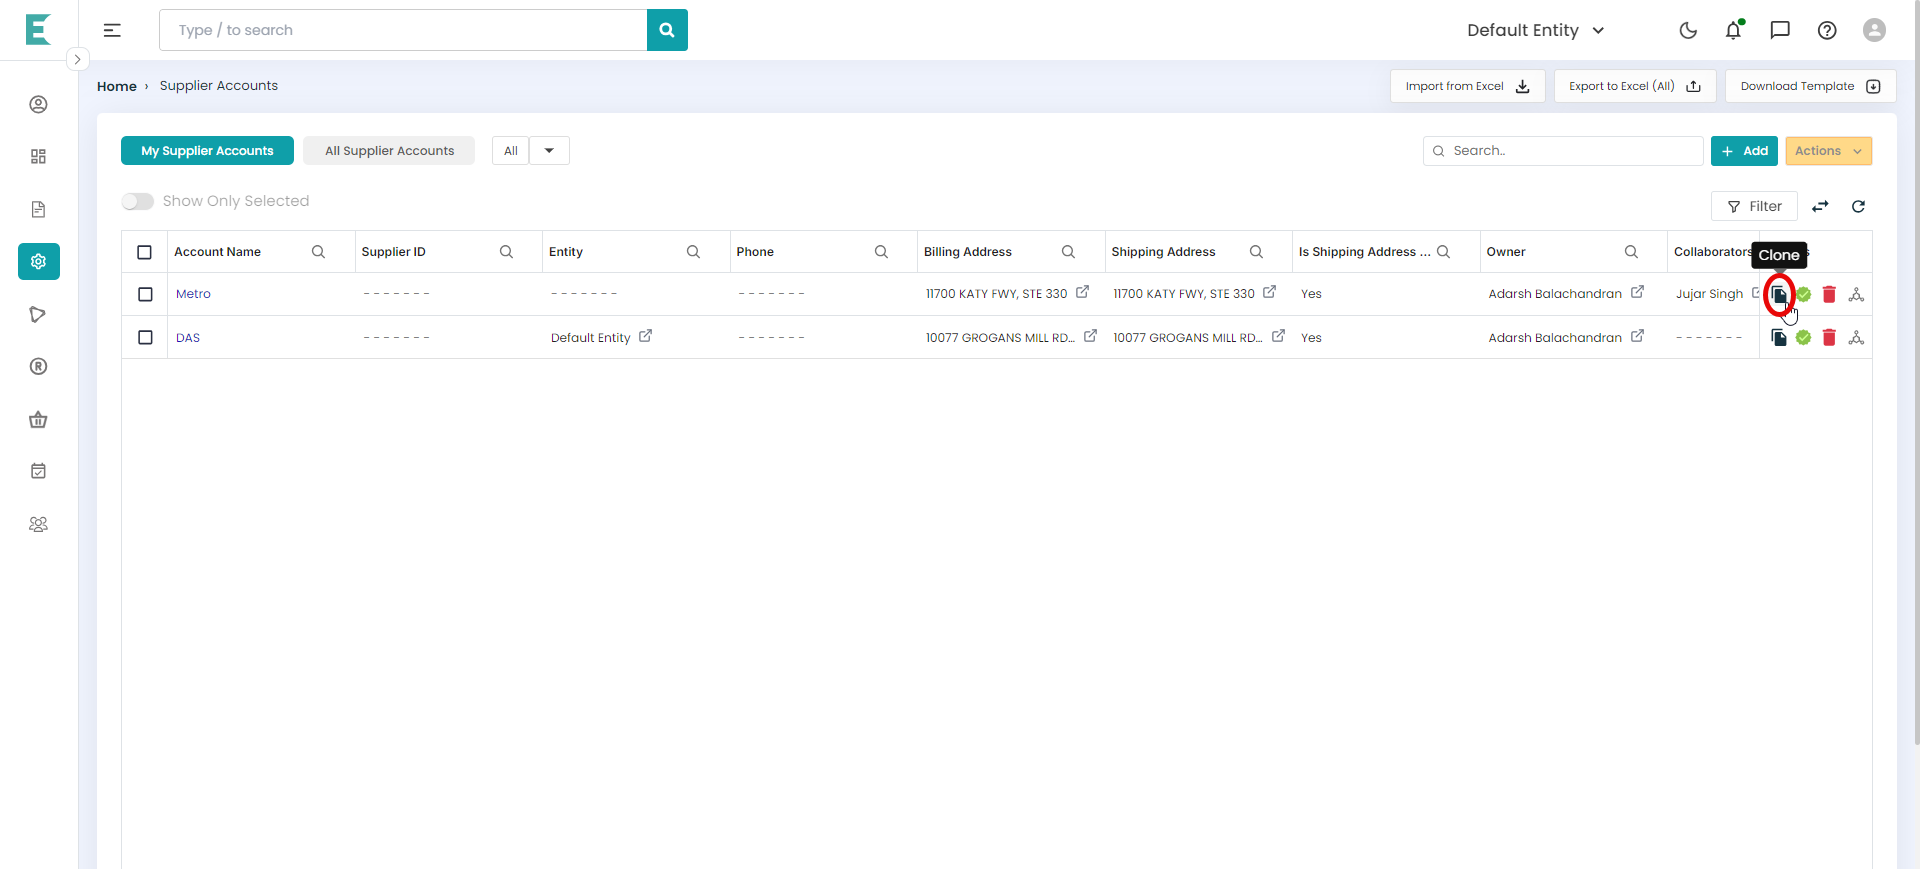 E
Type / to search
Default Entity
Home › Supplier Accounts
Import from Excel
Export to Excel (All)
Download Template
My Supplier Accounts
All Supplier Accounts
All
Search..
+ Add
Actions
Show Only Selected
Filter
Account Name
Supplier ID
Entity
Phone
Billing Address
Shipping Address
Is Shipping Address ...
Owner
Collaborators
Clone
Metro
- - - - - - -
- - - - - - -
- - - - - - -
11700 KATY FWY, STE 330
11700 KATY FWY, STE 330
Yes
Adarsh Balachandran
Jujar Singh
DAS
- - - - - - -
Default Entity
- - - - - - -
10077 GROGANS MILL RD...
10077 GROGANS MILL RD...
Yes
Adarsh Balachandran
- - - - - - -